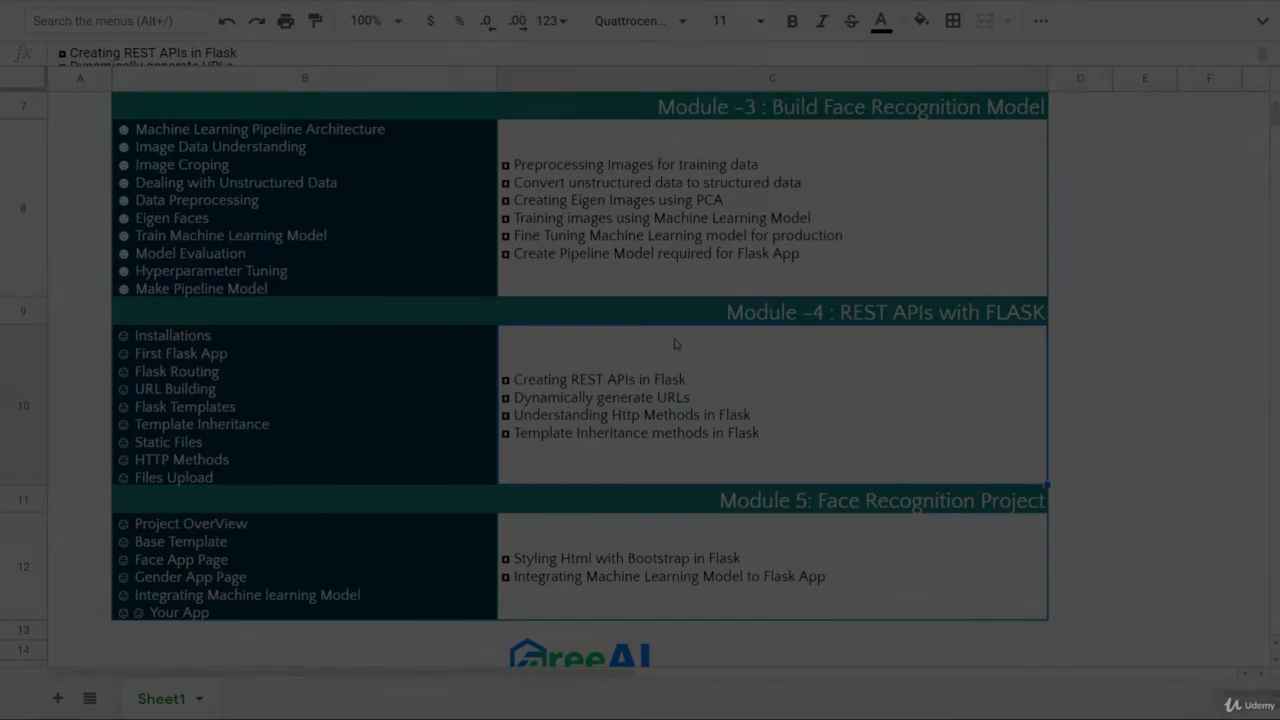 Search the menus (Alt+/)
100%
$ % .0 .00 123
Quattrocen...
11
B I S A
fx
Creating REST APIs in Flask
Dynamically generate URLs
A B C D E F
7
Module -3 : Build Face Recognition Model
8
Machine Learning Pipeline Architecture
Image Data Understanding
Image Croping
Dealing with Unstructured Data
Data Preprocessing
Eigen Faces
Train Machine Learning Model
Model Evaluation
Hyperparameter Tuning
Make Pipeline Model
Preprocessing Images for training data
Convert unstructured data to structured data
Creating Eigen Images using PCA
Training images using Machine Learning Model
Fine Tuning Machine Learning model for production
Create Pipeline Model required for Flask App
9
Module -4 : REST APIs with FLASK
10
Installations
First Flask App
Flask Routing
URL Building
Flask Templates
Template Inheritance
Static Files
HTTP Methods
Files Upload
Creating REST APIs in Flask
Dynamically generate URLs
Understanding Http Methods in Flask
Template Inheritance methods in Flask
11
Module 5: Face Recognition Project
12
Project OverView
Base Template
Face App Page
Gender App Page
Integrating Machine learning Model
Your App
Styling Html with Bootstrap in Flask
Integrating Machine Learning Model to Flask App
13
14
Sheet1
Udemy